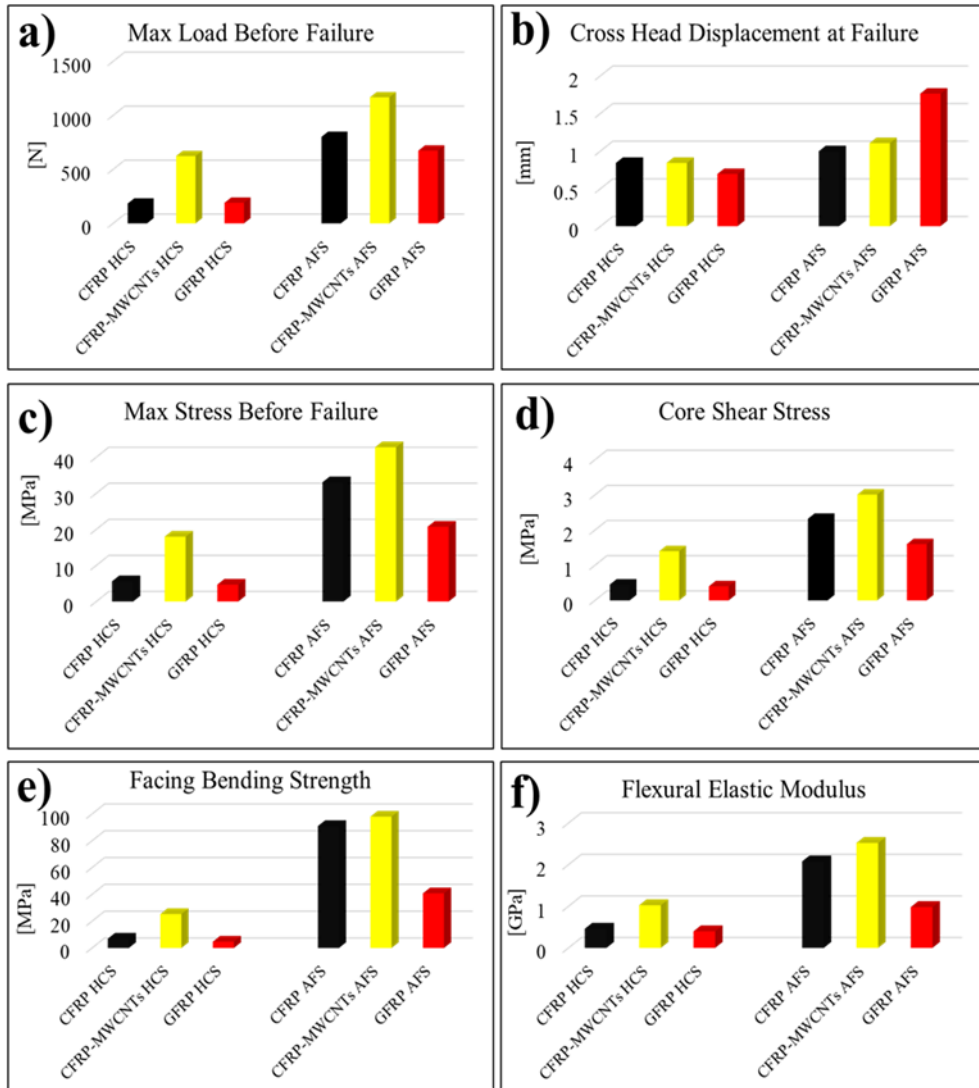 a)
Max Load Before Failure
[N]
1500
1000
500
0
CFRP HCS
CFRP-MWCNTs HCS
GFRP HCS
CFRP AFS
CFRP-MWCNTs AFS
GFRP AFS
b)
Cross Head Displacement at Failure
[mm]
2
1.5
1
0.5
0
CFRP HCS
CFRP-MWCNTs HCS
GFRP HCS
CFRP AFS
CFRP-MWCNTs AFS
GFRP AFS
c)
Max Stress Before Failure
[MPa]
40
30
20
10
0
CFRP HCS
CFRP-MWCNTs HCS
GFRP HCS
CFRP AFS
CFRP-MWCNTs AFS
GFRP AFS
d)
Core Shear Stress
[MPa]
4
3
2
1
0
CFRP HCS
CFRP-MWCNTs HCS
GFRP HCS
CFRP AFS
CFRP-MWCNTs AFS
GFRP AFS
e)
Facing Bending Strength
[MPa]
100
80
60
40
20
0
CFRP HCS
CFRP-MWCNTs HCS
GFRP HCS
CFRP AFS
CFRP-MWCNTs AFS
GFRP AFS
f)
Flexural Elastic Modulus
[GPa]
3
2
1
0
CFRP HCS
CFRP-MWCNTs HCS
GFRP HCS
CFRP AFS
CFRP-MWCNTs AFS
GFRP AFS